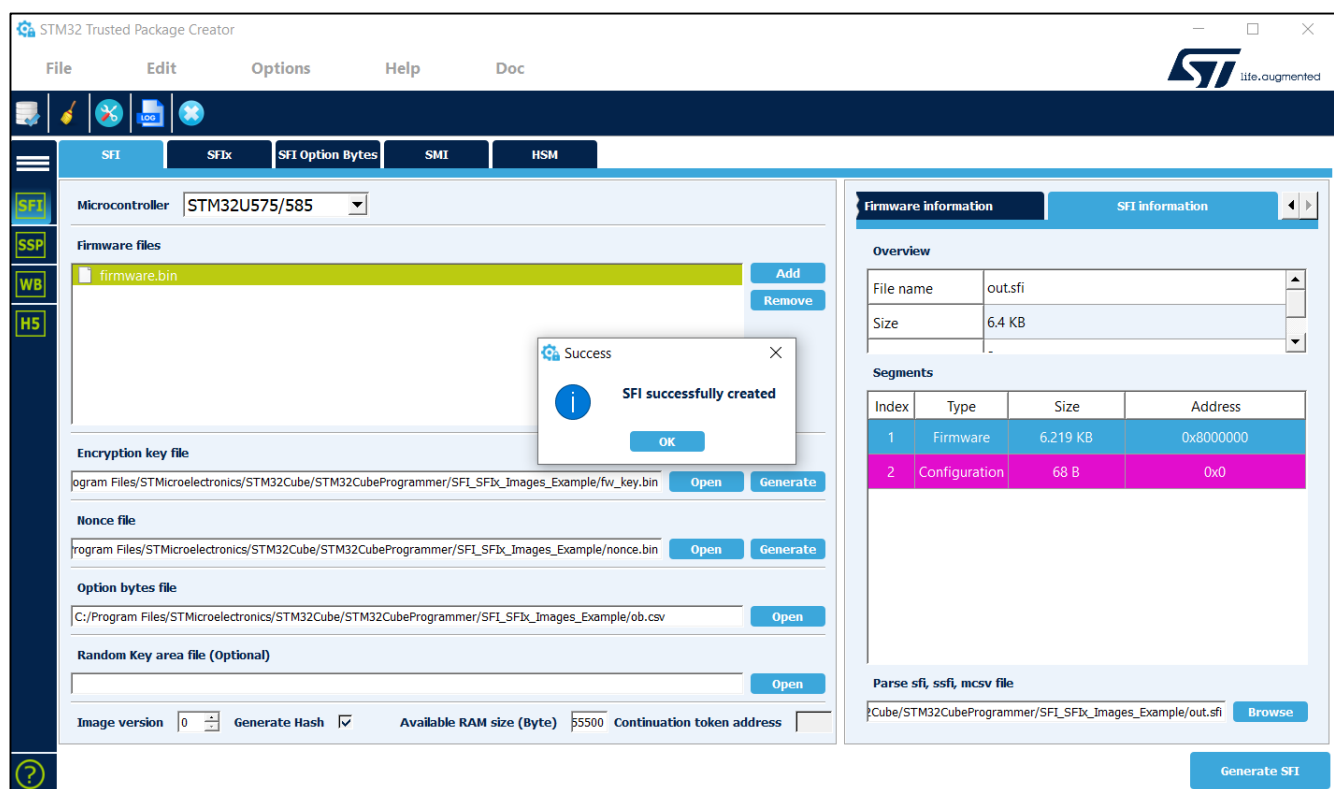 STM32 Trusted Package Creator
File Edit Options Help Doc
ST life.augmented
LOG
SFI SFIx SFI Option Bytes SMI HSM
SFI
SSP
WB
H5
Microcontroller STM32U575/585
Firmware files
firmware.bin
Add
Remove
Success
SFI successfully created
OK
Encryption key file
ogram Files/STMicroelectronics/STM32Cube/STM32CubeProgrammer/SFI_SFIx_Images_Example/fw_key.bin Open Generate
Nonce file
rogram Files/STMicroelectronics/STM32Cube/STM32CubeProgrammer/SFI_SFIx_Images_Example/nonce.bin Open Generate
Option bytes file
C:/Program Files/STMicroelectronics/STM32Cube/STM32CubeProgrammer/SFI_SFIx_Images_Example/ob.csv Open
Random Key area file (Optional)
Open
Image version 0 Generate Hash Available RAM size (Byte) 55500 Continuation token address
Firmware information SFI information
Overview
File name out.sfi
Size 6.4 KB
Segments
Index Type Size Address
1 Firmware 6.219 KB 0x8000000
2 Configuration 68 B 0x0
Parse sfi, ssfi, mcsv file
Cube/STM32CubeProgrammer/SFI_SFIx_Images_Example/out.sfi Browse
?
Generate SFI